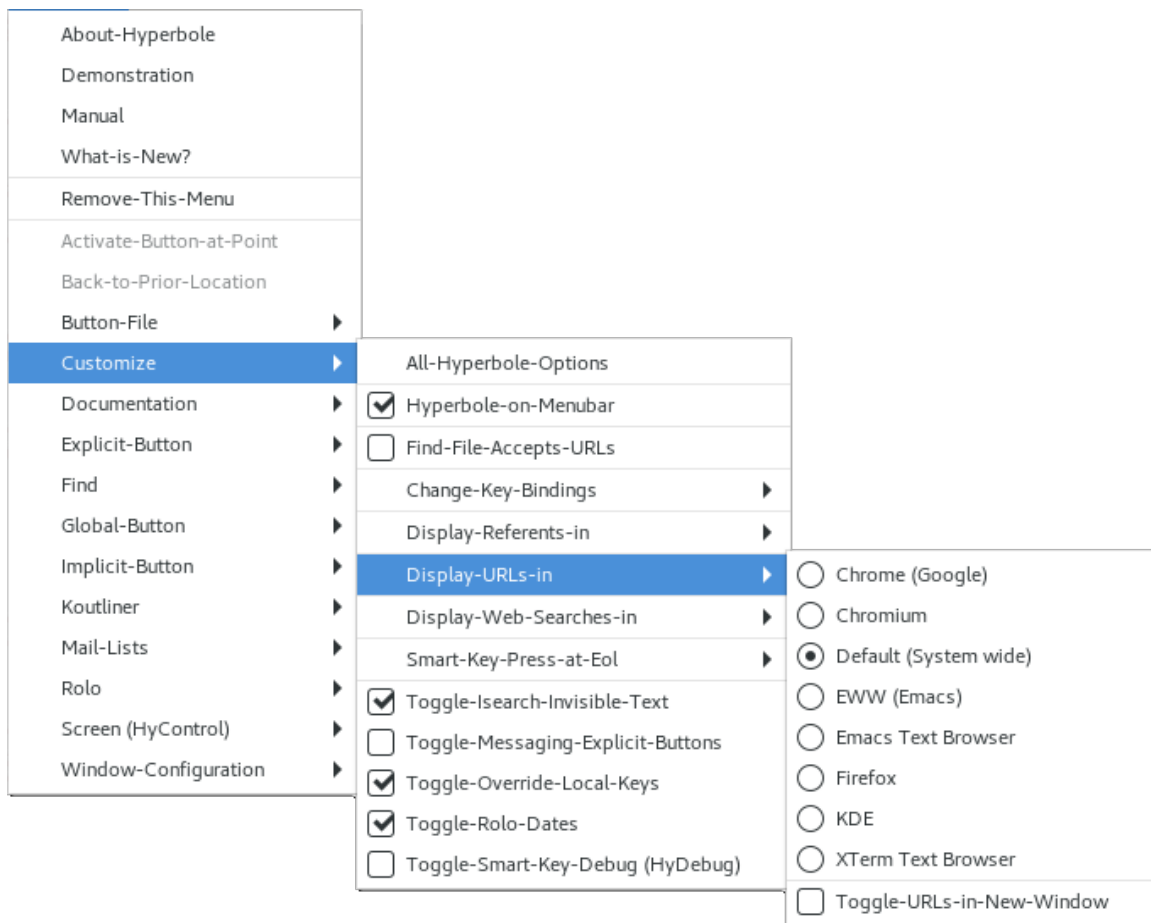 About-Hyperbole
Demonstration
Manual
What-is-New?
Remove-This-Menu
Activate-Button-at-Point
Back-to-Prior-Location
Button-File
Customize
Documentation
Explicit-Button
Find
Global-Button
Implicit-Button
Koutliner
Mail-Lists
Rolo
Screen (HyControl)
Window-Configuration
All-Hyperbole-Options
Hyperbole-on-Menubar
Find-File-Accepts-URLs
Change-Key-Bindings
Display-Referents-in
Display-URLs-in
Display-Web-Searches-in
Smart-Key-Press-at-Eol
Toggle-Isearch-Invisible-Text
Toggle-Messaging-Explicit-Buttons
Toggle-Override-Local-Keys
Toggle-Rolo-Dates
Toggle-Smart-Key-Debug (HyDebug)
Chrome (Google)
Chromium
Default (System wide)
EWW (Emacs)
Emacs Text Browser
Firefox
KDE
XTerm Text Browser
Toggle-URLs-in-New-Window